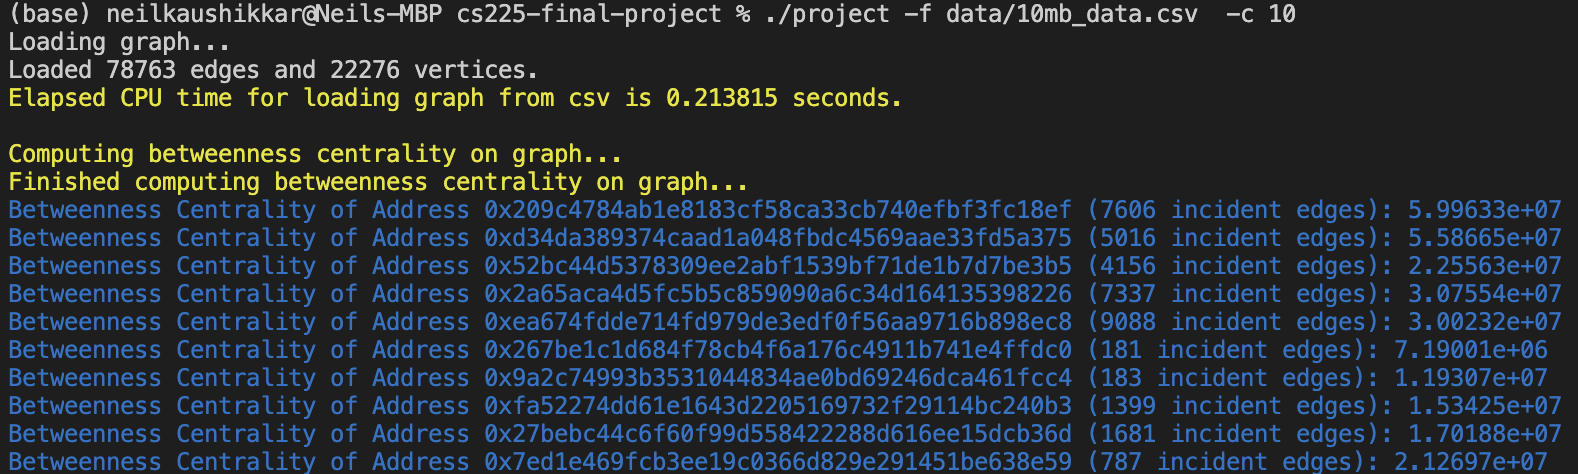 (base) neilkaushikkar@Neils-MBP cs225-final-project % ./project -f data/10mb_data.csv  -c 10
Loading graph...
Loaded 78763 edges and 22276 vertices.
Elapsed CPU time for loading graph from csv is 0.213815 seconds.
Computing betweenness centrality on graph...
Finished computing betweenness centrality on graph...
Betweenness Centrality of Address 0x209c4784ab1e8183cf58ca33cb740efbf3fc18ef (7606 incident edges): 5.99633e+07
Betweenness Centrality of Address 0xd34da389374caad1a048fbdc4569aae33fd5a375 (5016 incident edges): 5.58665e+07
Betweenness Centrality of Address 0x52bc44d5378309ee2abf1539bf71de1b7d7be3b5 (4156 incident edges): 2.25563e+07
Betweenness Centrality of Address 0x2a65aca4d5fc5b5c859090a6c34d164135398226 (7337 incident edges): 3.07554e+07
Betweenness Centrality of Address 0xea674fdde714fd979de3edf0f56aa9716b898ec8 (9088 incident edges): 3.00232e+07
Betweenness Centrality of Address 0x267be1c1d684f78cb4f6a176c4911b741e4ffdc0 (181 incident edges): 7.19001e+06
Betweenness Centrality of Address 0x9a2c74993b3531044834ae0bd69246dca461fcc4 (183 incident edges): 1.19307e+07
Betweenness Centrality of Address 0xfa52274dd61e1643d2205169732f29114bc240b3 (1399 incident edges): 1.53425e+07
Betweenness Centrality of Address 0x27bebc44c6f60f99d558422288d616ee15dcb36d (1681 incident edges): 1.70188e+07
Betweenness Centrality of Address 0x7ed1e469fcb3ee19c0366d829e291451be638e59 (787 incident edges): 2.12697e+07